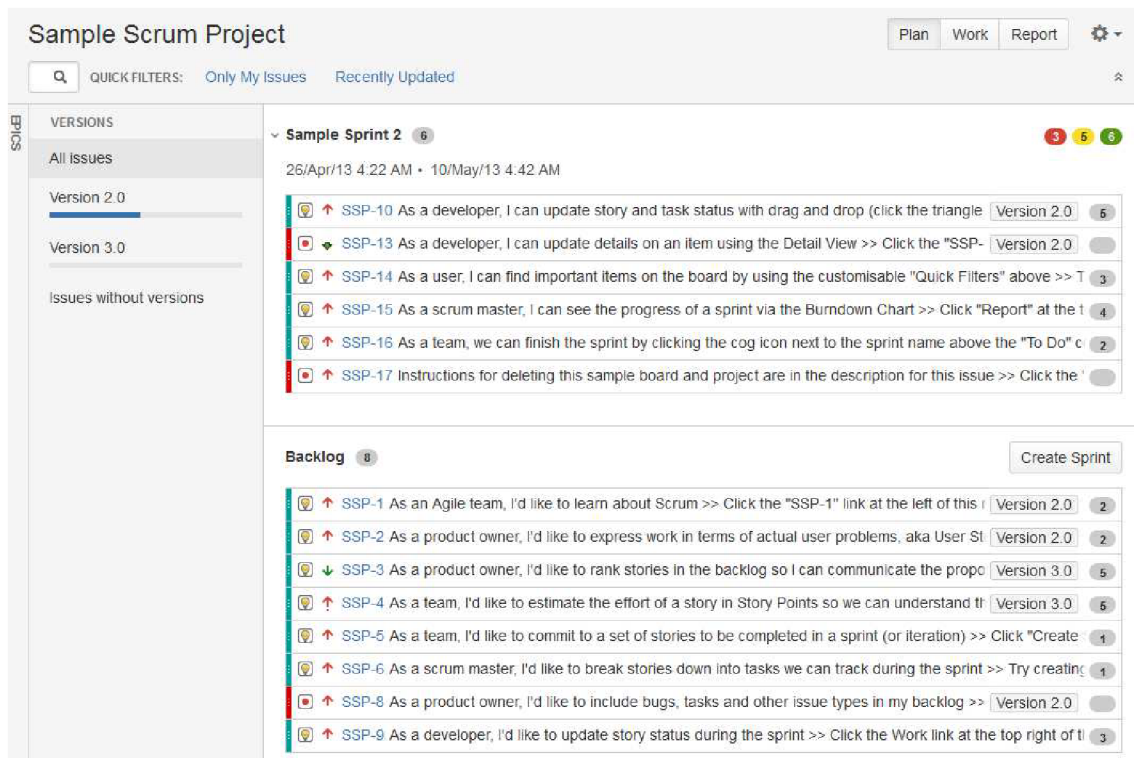 Sample Scrum Project
Plan Work Report
QUICK FILTERS: Only My Issues Recently Updated
EPICS
VERSIONS
All issues
Version 2.0
Version 3.0
Issues without versions
Sample Sprint 2 6
3 5 6
26/Apr/13 4:22 AM • 10/May/13 4:42 AM
SSP-10 As a developer, I can update story and task status with drag and drop (click the triangle Version 2.0 5
SSP-13 As a developer, I can update details on an item using the Detail View >> Click the "SSP- Version 2.0
SSP-14 As a user, I can find important items on the board by using the customisable "Quick Filters" above >> T 3
SSP-15 As a scrum master, I can see the progress of a sprint via the Burndown Chart >> Click "Report" at the t 4
SSP-16 As a team, we can finish the sprint by clicking the cog icon next to the sprint name above the "To Do" c 2
SSP-17 Instructions for deleting this sample board and project are in the description for this issue >> Click the '
Backlog 8
Create Sprint
SSP-1 As an Agile team, I'd like to learn about Scrum >> Click the "SSP-1" link at the left of this r Version 2.0 2
SSP-2 As a product owner, I'd like to express work in terms of actual user problems, aka User St Version 2.0 2
SSP-3 As a product owner, I'd like to rank stories in the backlog so I can communicate the propo Version 3.0 5
SSP-4 As a team, I'd like to estimate the effort of a story in Story Points so we can understand th Version 3.0 5
SSP-5 As a team, I'd like to commit to a set of stories to be completed in a sprint (or iteration) >> Click "Create 1
SSP-6 As a scrum master, I'd like to break stories down into tasks we can track during the sprint >> Try creating 1
SSP-8 As a product owner, I'd like to include bugs, tasks and other issue types in my backlog >> Version 2.0
SSP-9 As a developer, I'd like to update story status during the sprint >> Click the Work link at the top right of tl 3